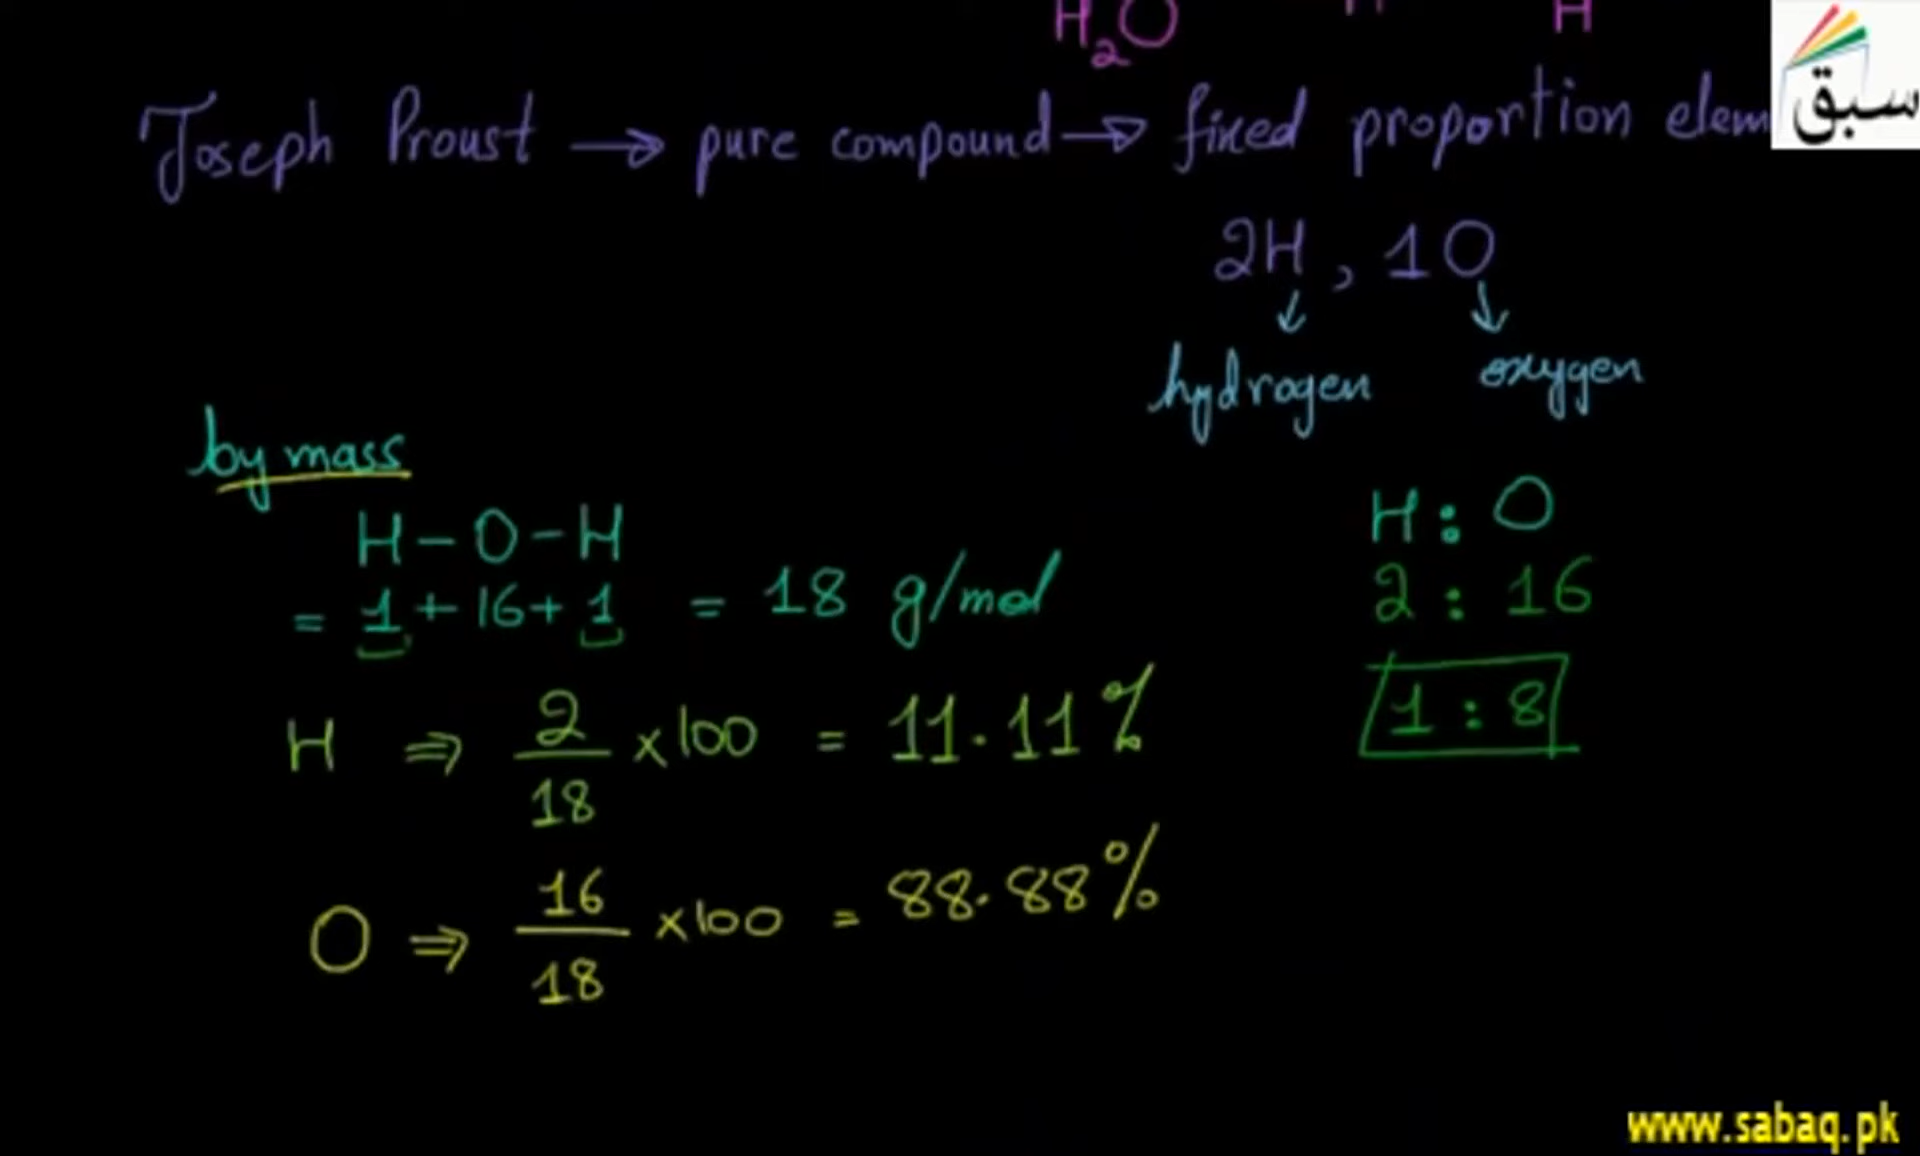 H₂O H H
سبق
Joseph Proust → pure compound → fixed proportion elem
2H , 1O
↓ ↓
hydrogen oxygen
by mass
H - O - H
= 1 + 16 + 1 = 18 g/mol
H ⇒ 2/18 x100 = 11.11%
O ⇒ 16/18 x100 = 88.88%
H : O
2 : 16
1 : 8
www.sabaq.pk